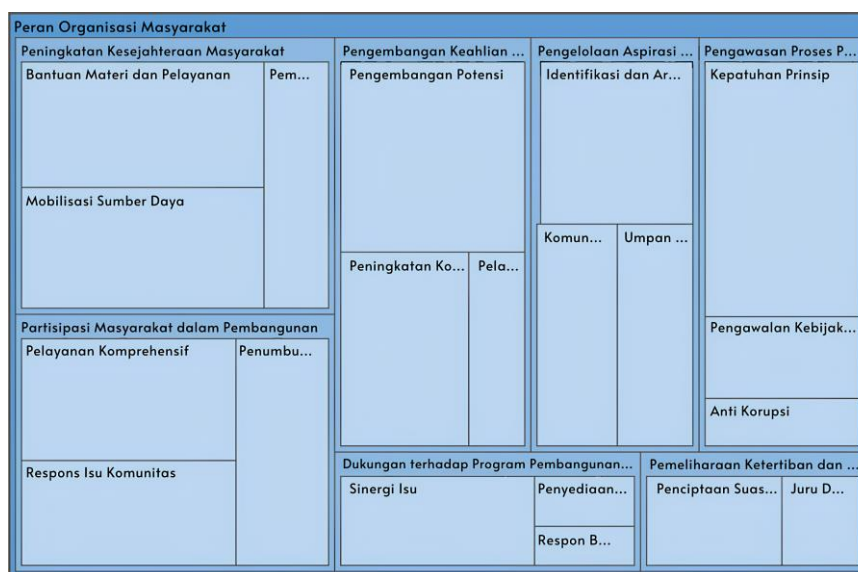 Peran Organisasi Masyarakat
Peningkatan Kesejahteraan Masyarakat
Bantuan Materi dan Pelayanan
Pem...
Mobilisasi Sumber Daya
Partisipasi Masyarakat dalam Pembangunan
Pelayanan Komprehensif
Penumbu...
Respons Isu Komunitas
Pengembangan Keahlian ...
Pengembangan Potensi
Peningkatan Ko...
Pela...
Pengelolaan Aspirasi ...
Identifikasi dan Ar...
Komun...
Umpan ...
Pengawasan Proses P...
Kepatuhan Prinsip
Pengawalan Kebijak...
Anti Korupsi
Dukungan terhadap Program Pembangunan...
Sinergi Isu
Penyediaan...
Respon B...
Pemeliharaan Ketertiban dan ...
Penciptaan Suas...
Juru D...